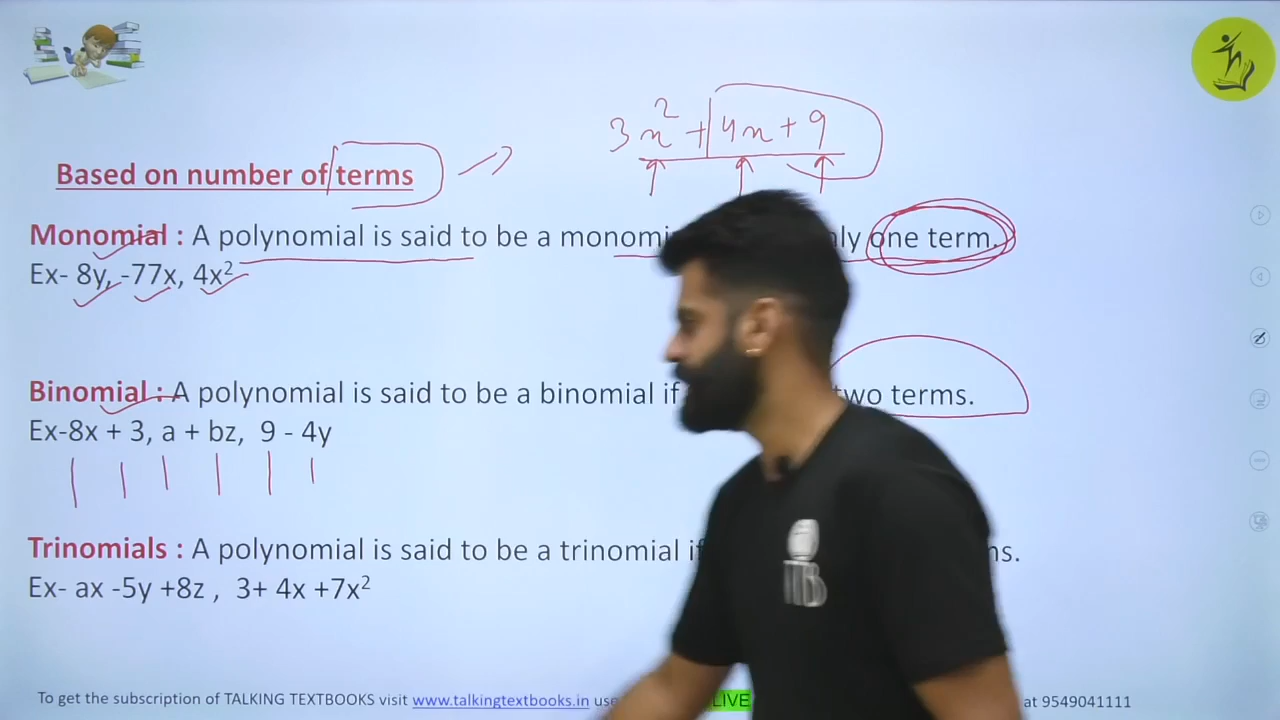 3x² + 4x + 9
Based on number of terms
Monomial : A polynomial is said to be a monomi ly one term.
Ex- 8y, -77x, 4x²
Binomial : A polynomial is said to be a binomial if two terms.
Ex-8x + 3, a + bz, 9 - 4y
Trinomials : A polynomial is said to be a trinomial if ns.
Ex- ax -5y +8z , 3+ 4x +7x²
To get the subscription of TALKING TEXTBOOKS visit www.talkingtextbooks.in use LIVE at 9549041111